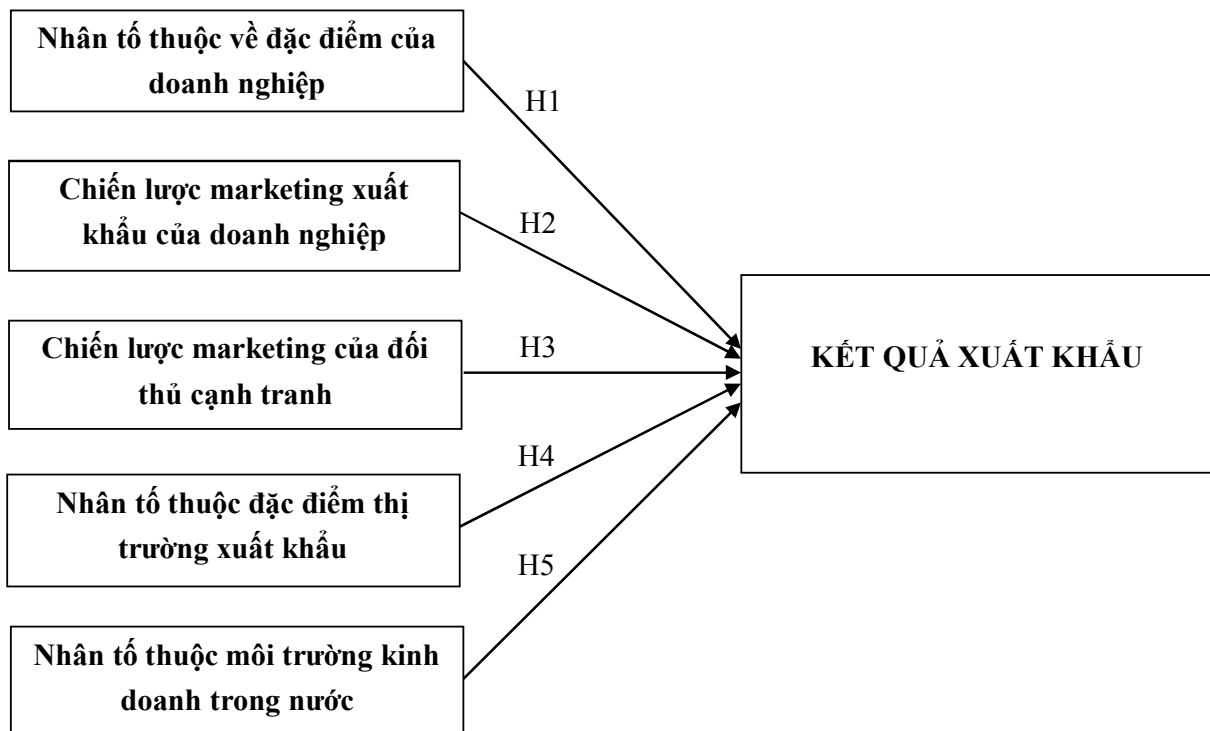 Nhân tố thuộc về đặc điểm của
doanh nghiệp
H1
Chiến lược marketing xuất
khẩu của doanh nghiệp
H2
Chiến lược marketing của đối
thủ cạnh tranh
H3
KẾT QUẢ XUẤT KHẨU
Nhân tố thuộc đặc điểm thị
trường xuất khẩu
H4
Nhân tố thuộc môi trường kinh
doanh trong nước
H5